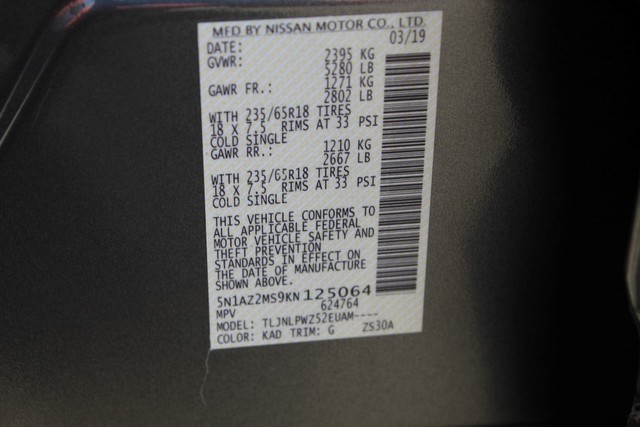 MFD BY NISSAN MOTOR CO., LTD.
DATE: 03/19
GVWR: 2395 KG
5280 LB
GAWR FR.: 1271 KG
2802 LB
WITH 235/65R18 TIRES
18 X 7.5 RIMS AT 33 PSI
COLD SINGLE
GAWR RR.: 1210 KG
2667 LB
WITH 235/65R18 TIRES
18 X 7.5 RIMS AT 33 PSI
COLD SINGLE
THIS VEHICLE CONFORMS TO
ALL APPLICABLE FEDERAL
MOTOR VEHICLE SAFETY AND
THEFT PREVENTION
STANDARDS IN EFFECT ON
THE DATE OF MANUFACTURE
SHOWN ABOVE.
5N1AZ2MS9KN125064
MPV 624764
MODEL: TLJNLPWZ52EUAM----
COLOR: KAD TRIM: G ZS30A